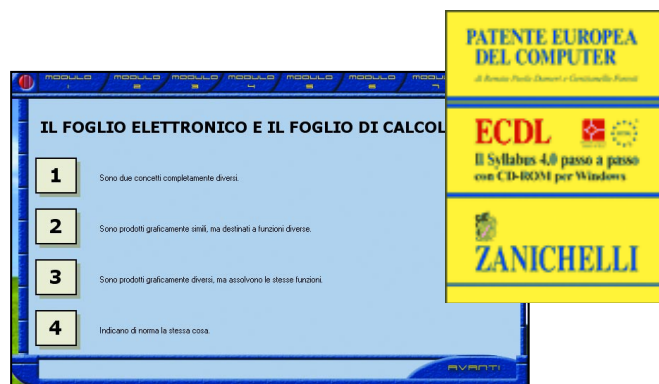 MODULO 1
MODULO 2
MODULO 3
MODULO 4
MODULO 5
MODULO 6
MODU 7
IL FOGLIO ELETTRONICO E IL FOGLIO DI CALCOL
1 Sono due concetti completamente diversi.
2 Sono prodotti graficamente simili, ma destinati a funzioni diverse.
3 Sono prodotti graficamente diversi, ma assolvono le stesse funzioni.
4 Indicano di norma la stessa cosa.
AVANTI
PATENTE EUROPEA
DEL COMPUTER
di Renata Paola Dameri e
ECDL
Il Syllabus 4.0 passo a passo
con CD-ROM per Windows
ZANICHELLI